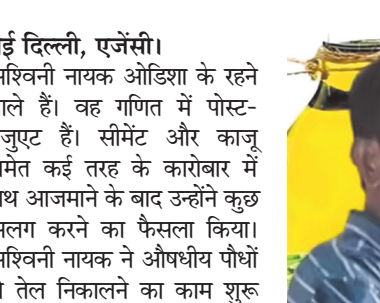 ई दिल्ली, एजेंसी।
श्विनी नायक ओडिशा के रहने
ाले हैं। वह गणित में पोस्ट-
जुएट हैं। सीमेंट और काजू
मेत कई तरह के कारोबार में
ाथ आजमाने के बाद उन्होंने कुछ
लग करने का फैसला किया।
श्विनी नायक ने औषधीय पौधों
े तेल निकालने का काम शुरू